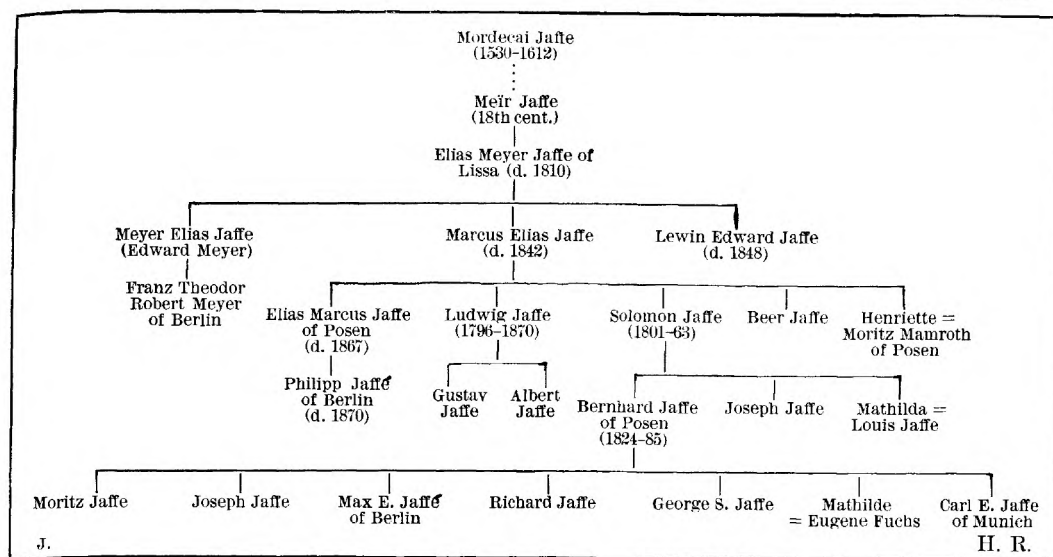 Mordecai Jaffe
(1530-1612)
Meïr Jaffe
(18th cent.)
Elias Meyer Jaffe of
Lissa (d. 1810)
Meyer Elias Jaffe
(Edward Meyer)
Marcus Elias Jaffe
(d. 1842)
Lewin Edward Jaffe
(d. 1848)
Franz Theodor
Robert Meyer
of Berlin
Elias Marcus Jaffe
of Posen
(d. 1867)
Ludwig Jaffe
(1796-1870)
Solomon Jaffe
(1801-63)
Beer Jaffe
Henriette =
Moritz Mamroth
of Posen
Philipp Jaffé
of Berlin
(d. 1870)
Gustav
Jaffe
Albert
Jaffe
Bernhard Jaffe
of Posen
(1824-85)
Joseph Jaffe
Mathilda =
Louis Jaffe
Moritz Jaffe
Joseph Jaffe
Max E. Jaffé
of Berlin
Richard Jaffe
George S. Jaffe
Mathilde
= Eugene Fuchs
Carl E. Jaffe
of Munich
J.
H. R.